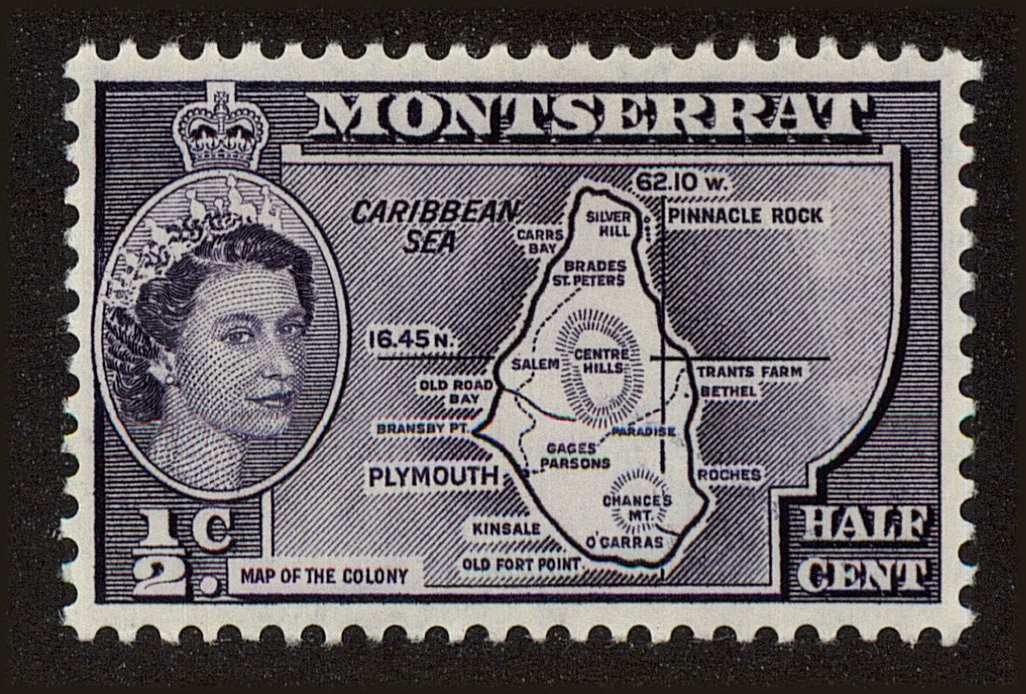 MONTSERRAT
62.10 W.
CARIBBEAN
SEA
SILVER
HILL
PINNACLE ROCK
CARRS
BAY
BRADES
ST. PETERS
16.45 N.
CENTRE
HILLS
SALEM
TRANTS FARM
OLD ROAD
BAY
BETHEL
BRANSBY PT.
PARADISE
GAGES
PARSONS
PLYMOUTH
ROCHES
CHANCES
MT.
KINSALE
O'GARRAS
OLD FORT POINT.
½ C.
MAP OF THE COLONY
HALF
CENT